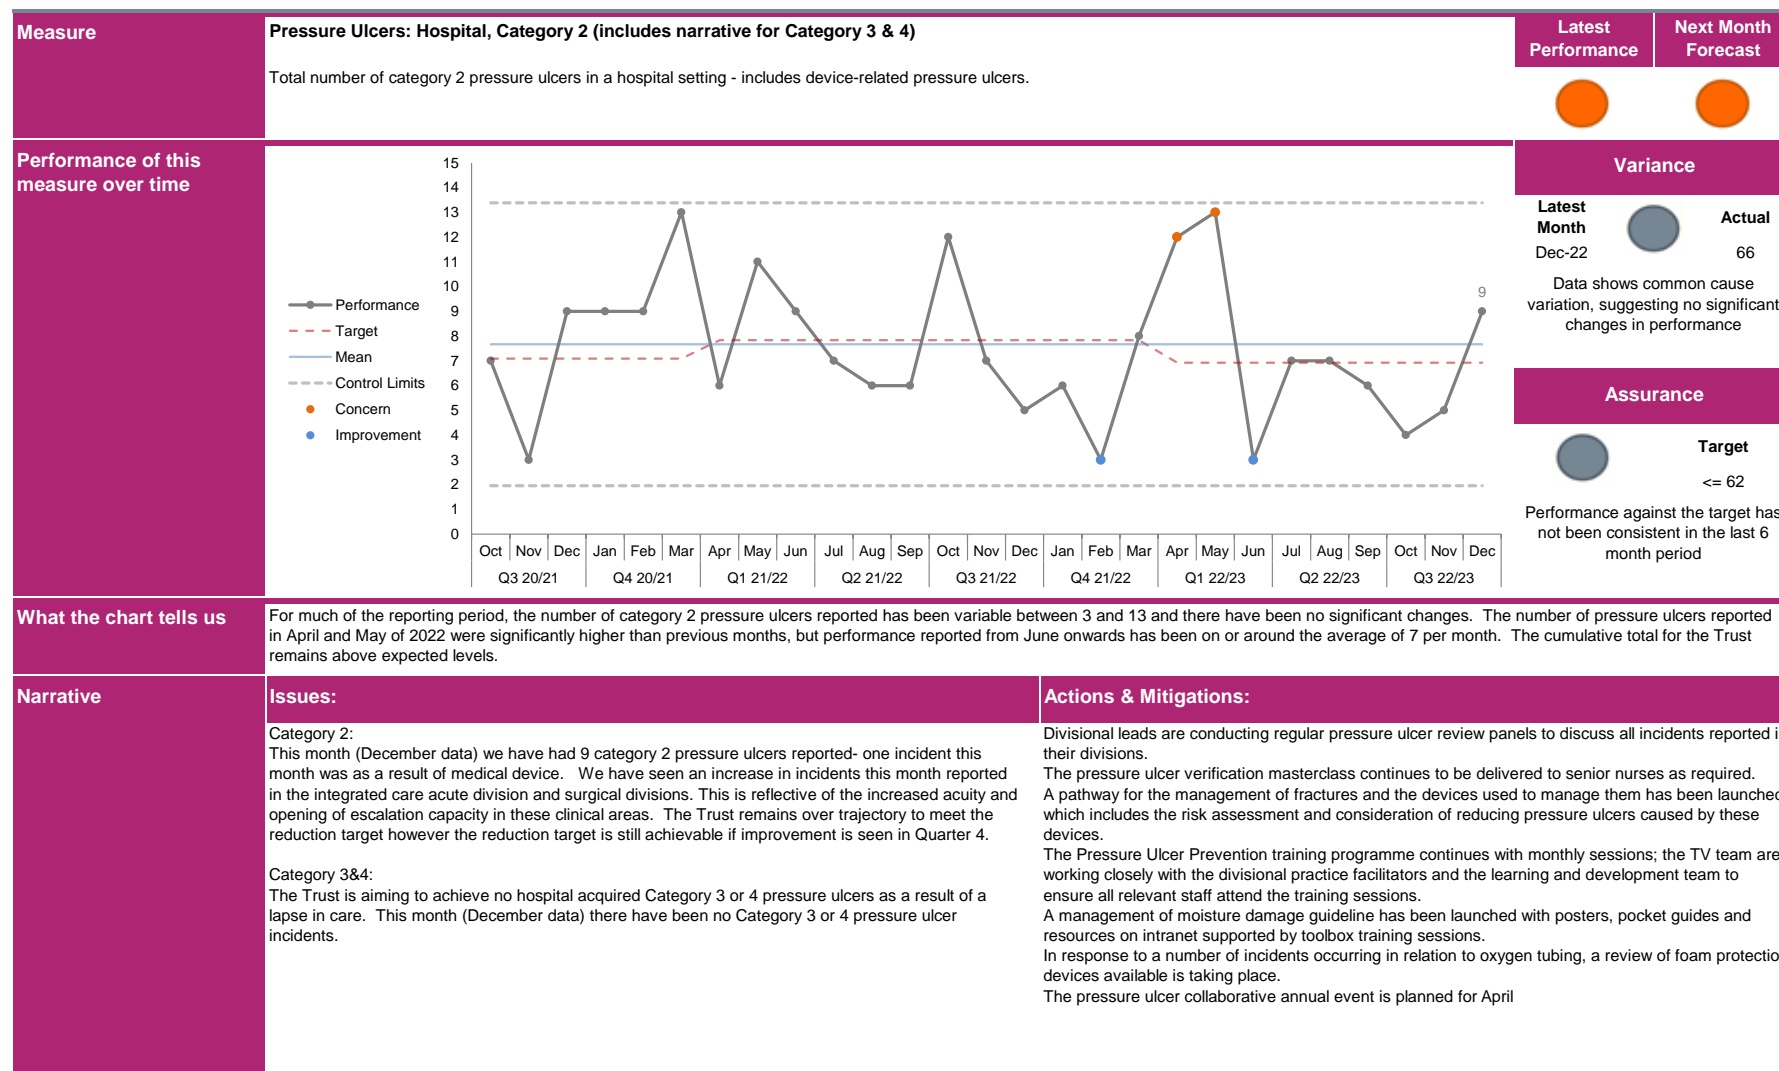 Measure
Pressure Ulcers: Hospital, Category 2 (includes narrative for Category 3 & 4)
Total number of category 2 pressure ulcers in a hospital setting - includes device-related pressure ulcers.
Latest
Performance
Next Month
Forecast
Performance of this
measure over time
15
14
13
12
11
10
9
8
7
6
5
4
3
2
1
0
Performance
Target
Mean
Control Limits
Concern
Improvement
9
Oct Nov Dec Jan Feb Mar Apr May Jun Jul Aug Sep Oct Nov Dec Jan Feb Mar Apr May Jun Jul Aug Sep Oct Nov Dec
Q3 20/21 Q4 20/21 Q1 21/22 Q2 21/22 Q3 21/22 Q4 21/22 Q1 22/23 Q2 22/23 Q3 22/23
Variance
Latest
Month
Actual
Dec-22
66
Data shows common cause
variation, suggesting no significant
changes in performance
Assurance
Target
<= 62
Performance against the target has
not been consistent in the last 6
month period
What the chart tells us
For much of the reporting period, the number of category 2 pressure ulcers reported has been variable between 3 and 13 and there have been no significant changes. The number of pressure ulcers reported
in April and May of 2022 were significantly higher than previous months, but performance reported from June onwards has been on or around the average of 7 per month. The cumulative total for the Trust
remains above expected levels.
Narrative
Issues:
Category 2:
This month (December data) we have had 9 category 2 pressure ulcers reported- one incident this
month was as a result of medical device. We have seen an increase in incidents this month reported
in the integrated care acute division and surgical divisions. This is reflective of the increased acuity and
opening of escalation capacity in these clinical areas. The Trust remains over trajectory to meet the
reduction target however the reduction target is still achievable if improvement is seen in Quarter 4.
Category 3&4:
The Trust is aiming to achieve no hospital acquired Category 3 or 4 pressure ulcers as a result of a
lapse in care. This month (December data) there have been no Category 3 or 4 pressure ulcer
incidents.
Actions & Mitigations:
Divisional leads are conducting regular pressure ulcer review panels to discuss all incidents reported i
their divisions.
The pressure ulcer verification masterclass continues to be delivered to senior nurses as required.
A pathway for the management of fractures and the devices used to manage them has been launched
which includes the risk assessment and consideration of reducing pressure ulcers caused by these
devices.
The Pressure Ulcer Prevention training programme continues with monthly sessions; the TV team are
working closely with the divisional practice facilitators and the learning and development team to
ensure all relevant staff attend the training sessions.
A management of moisture damage guideline has been launched with posters, pocket guides and
resources on intranet supported by toolbox training sessions.
In response to a number of incidents occurring in relation to oxygen tubing, a review of foam protectio
devices available is taking place.
The pressure ulcer collaborative annual event is planned for April